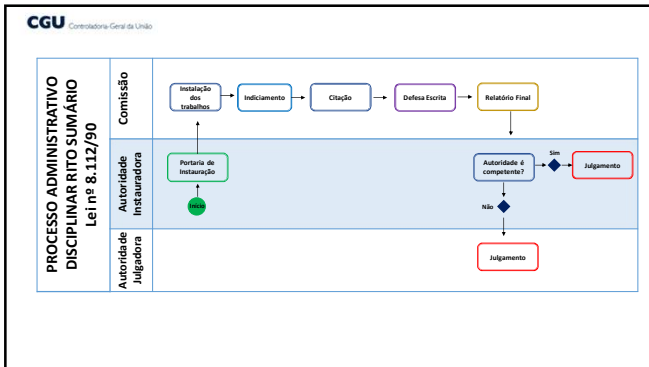 CGU Controladoria-Geral da União
PROCESSO ADMINISTRATIVO
DISCIPLINAR RITO SUMÁRIO
Lei nº 8.112/90
Comissão
Instalação
dos
trabalhos
Indiciamento
Citação
Defesa Escrita
Relatório Final
Autoridade
Instauradora
Portaria de
Instauração
Início
Autoridade é
competente?
Sim
Julgamento
Não
Autoridade
Julgadora
Julgamento